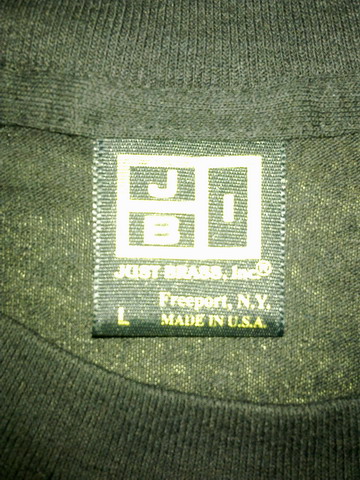 J
B I
JUST BRASS, Inc.®
Freeport, N.Y.
L MADE IN U.S.A.